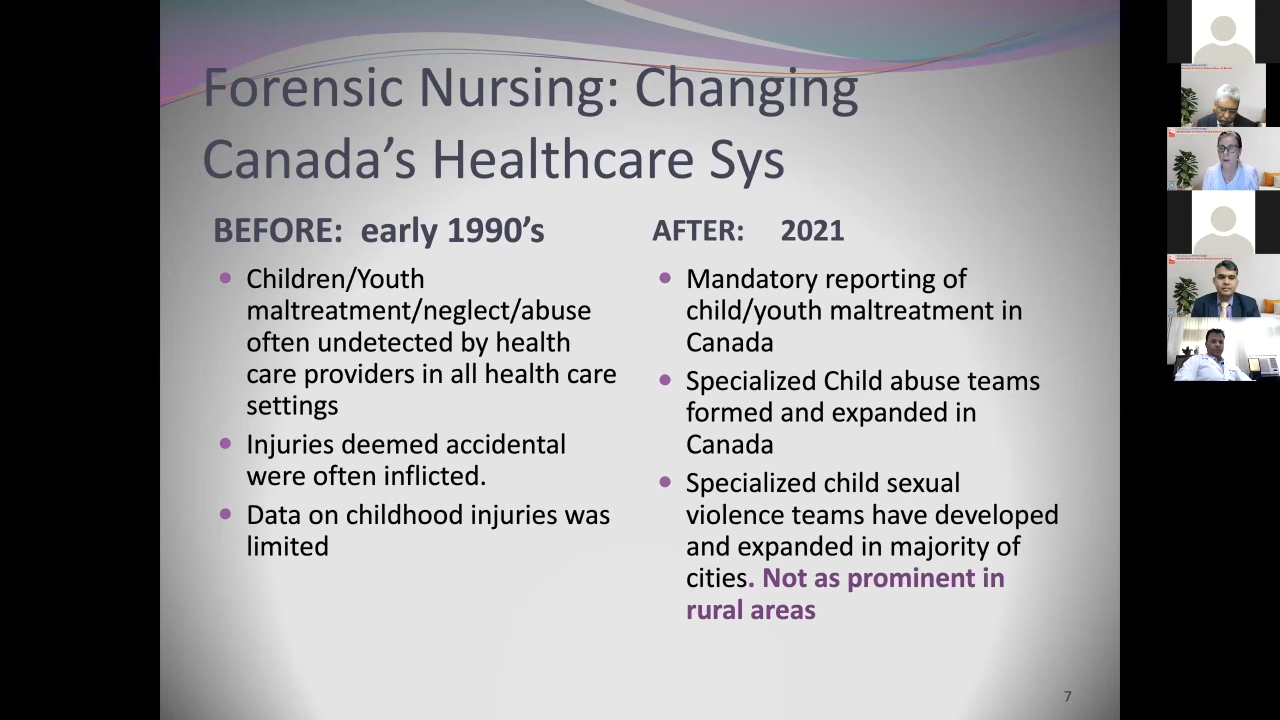 Forensic Nursing: Changing
Canada’s Healthcare Sys
BEFORE: early 1990’s
Children/Youth
maltreatment/neglect/abuse
often undetected by health
care providers in all health care
settings
Injuries deemed accidental
were often inflicted.
Data on childhood injuries was
limited
AFTER: 2021
Mandatory reporting of
child/youth maltreatment in
Canada
Specialized Child abuse teams
formed and expanded in
Canada
Specialized child sexual
violence teams have developed
and expanded in majority of
cities. Not as prominent in
rural areas
7